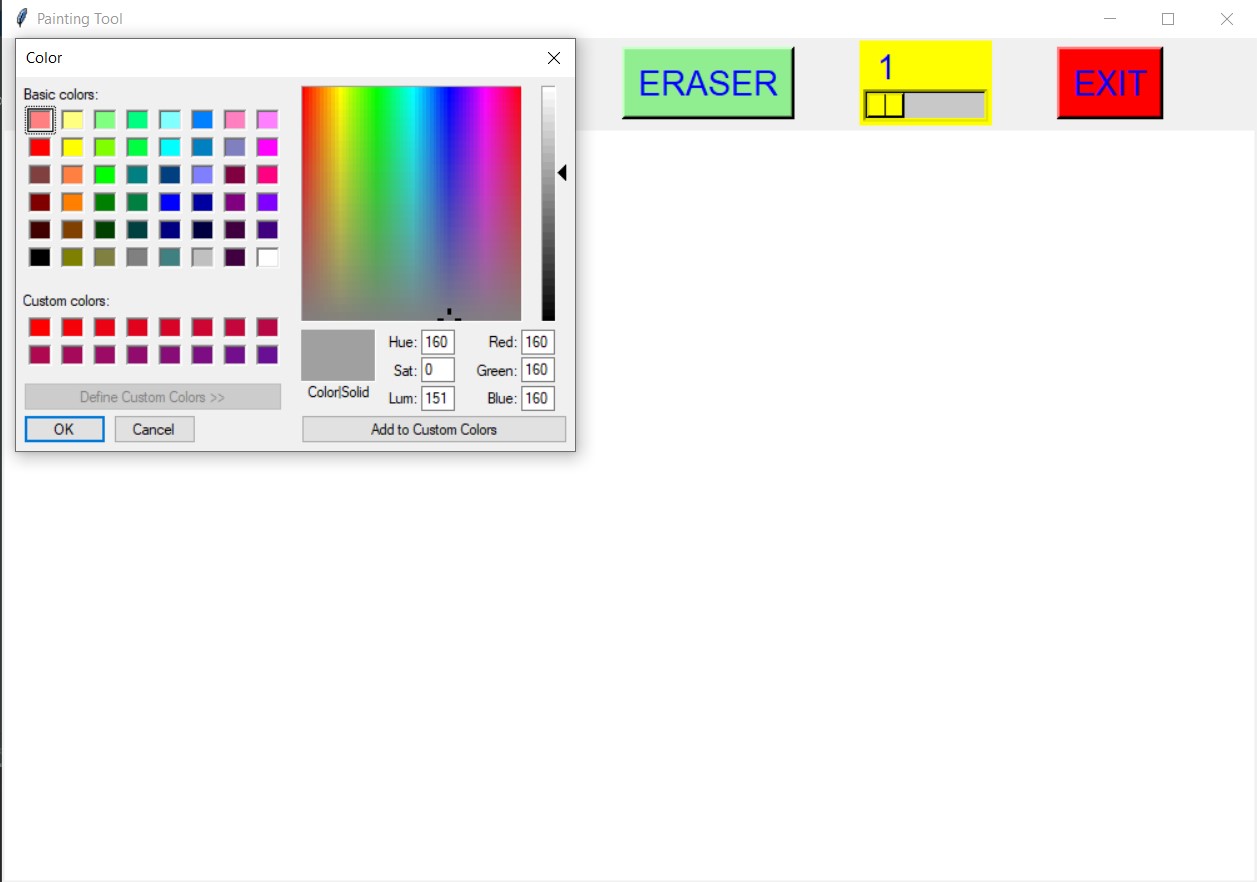 Painting Tool
Color
ERASER
1
EXIT
Basic colors:
Custom colors:
Define Custom Colors >>
OK
Cancel
Color|Solid
Hue: 160
Sat: 0
Lum: 151
Red: 160
Green: 160
Blue: 160
Add to Custom Colors